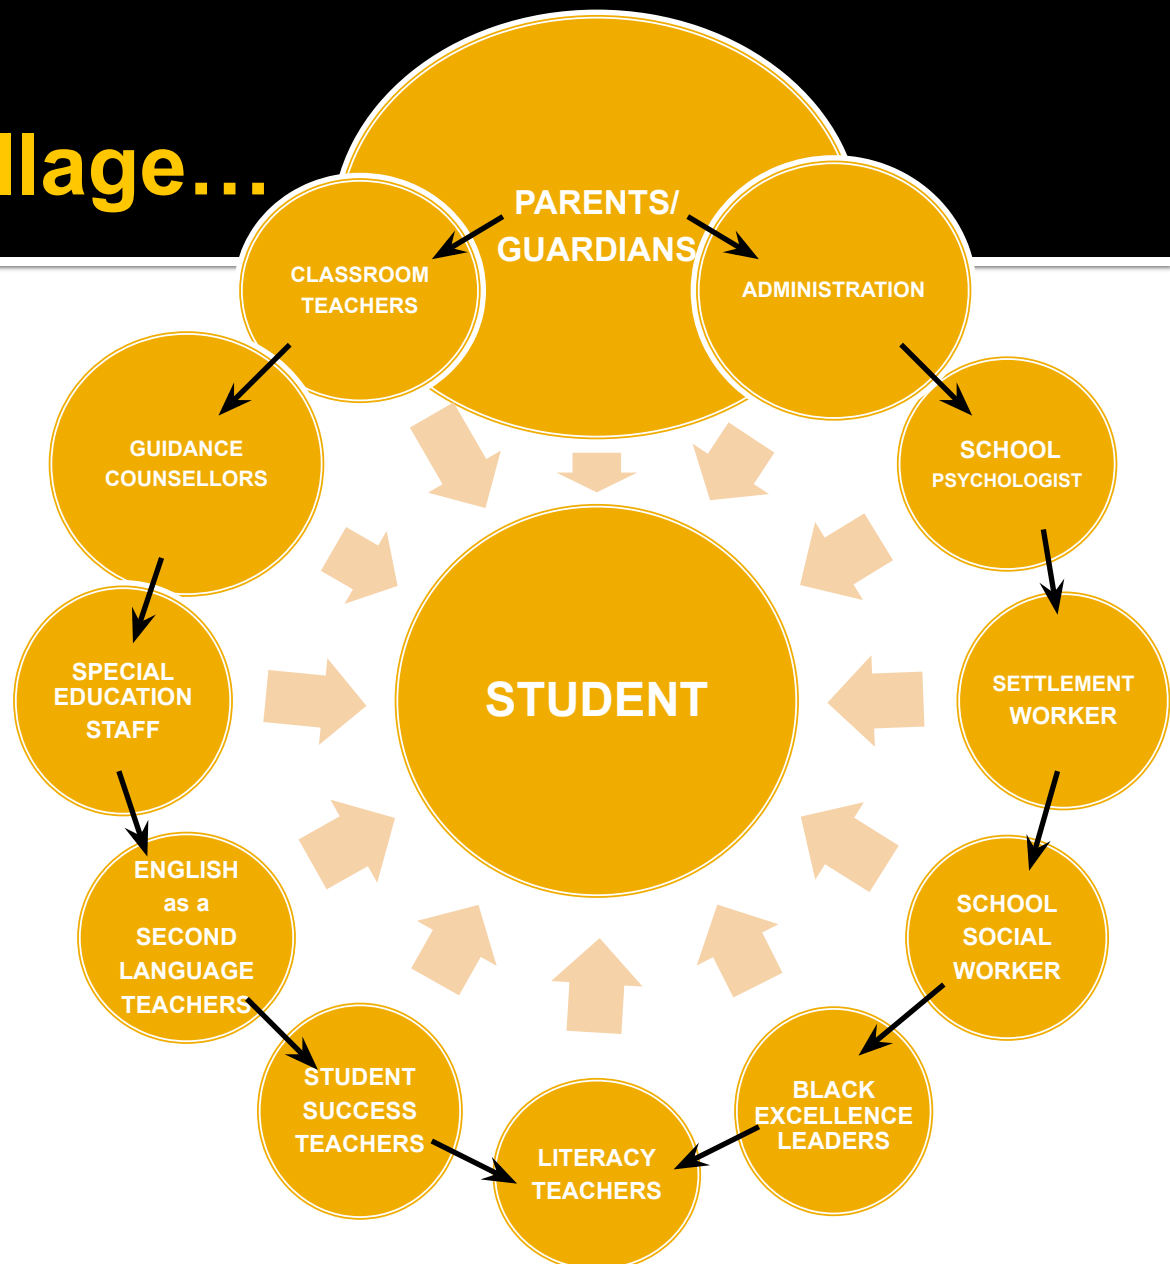 llage...
PARENTS/
GUARDIANS
CLASSROOM
TEACHERS
ADMINISTRATION
GUIDANCE
COUNSELLORS
SCHOOL
PSYCHOLOGIST
STUDENT
SPECIAL
EDUCATION
STAFF
SETTLEMENT
WORKER
ENGLISH
as a
SECOND
LANGUAGE
TEACHERS
SCHOOL
SOCIAL
WORKER
STUDENT
SUCCESS
TEACHERS
BLACK
EXCELLENCE
LEADERS
LITERACY
TEACHERS